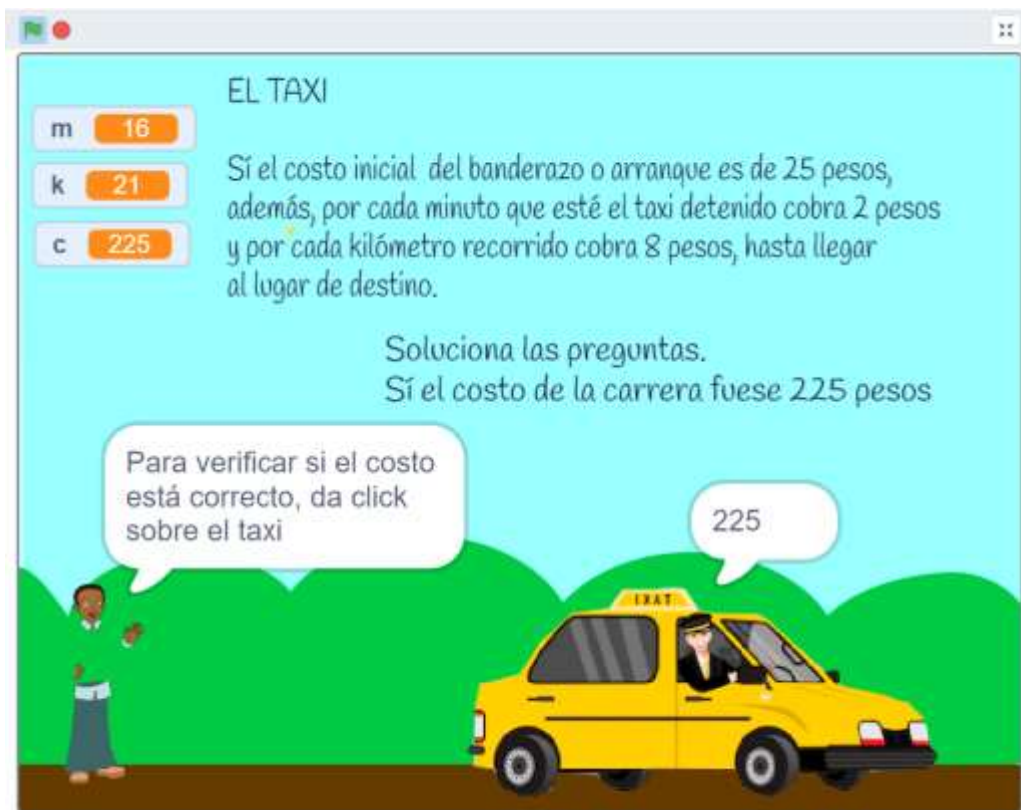 EL TAXI
m 16
k 21
c 225
Sí el costo inicial del banderazo o arranque es de 25 pesos,
además, por cada minuto que esté el taxi detenido cobra 2 pesos
y por cada kilómetro recorrido cobra 8 pesos, hasta llegar
al lugar de destino.
Soluciona las preguntas.
Sí el costo de la carrera fuese 225 pesos
Para verificar si el costo
está correcto, da click
sobre el taxi
225
IXAT